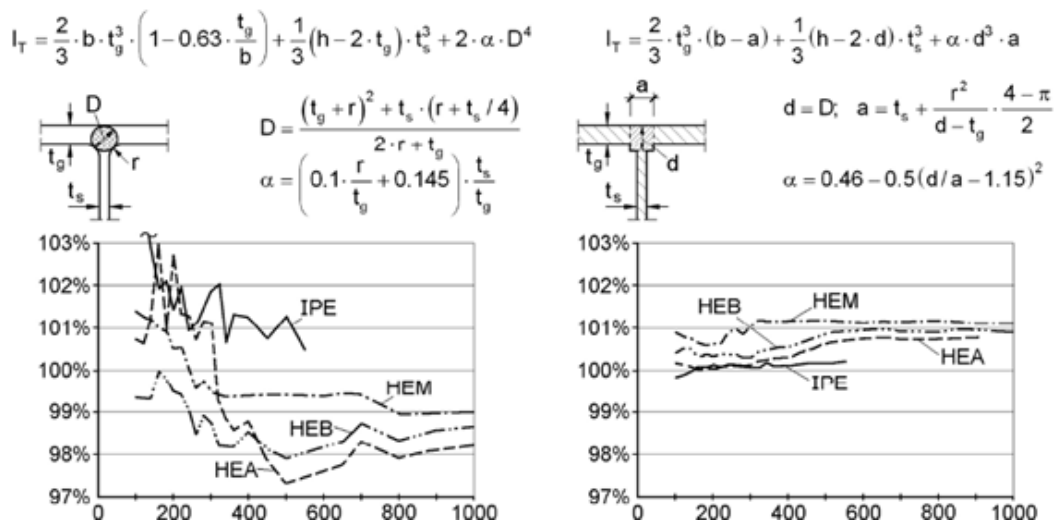 I_T = 2/3 · b · t_g^3 · (1 − 0.63 · t_g/b) + 1/3 (h − 2 · t_g) · t_s^3 + 2 · α · D^4
D
t_g
r
t_s
D = ((t_g + r)^2 + t_s · (r + t_s / 4)) / (2 · r + t_g)
α = (0.1 · r/t_g + 0.145) · t_s/t_g
103%
102%
101%
100%
99%
98%
97%
0 200 400 600 800 1000
IPE
HEM
HEB
HEA
I_T = 2/3 · t_g^3 · (b − a) + 1/3 (h − 2 · d) · t_s^3 + α · d^3 · a
a
t_g
d
t_s
d = D; a = t_s + r^2/(d − t_g) · (4 − π)/2
α = 0.46 − 0.5 (d/a − 1.15)^2
103%
102%
101%
100%
99%
98%
97%
0 200 400 600 800 1000
HEB
HEM
HEA
IPE